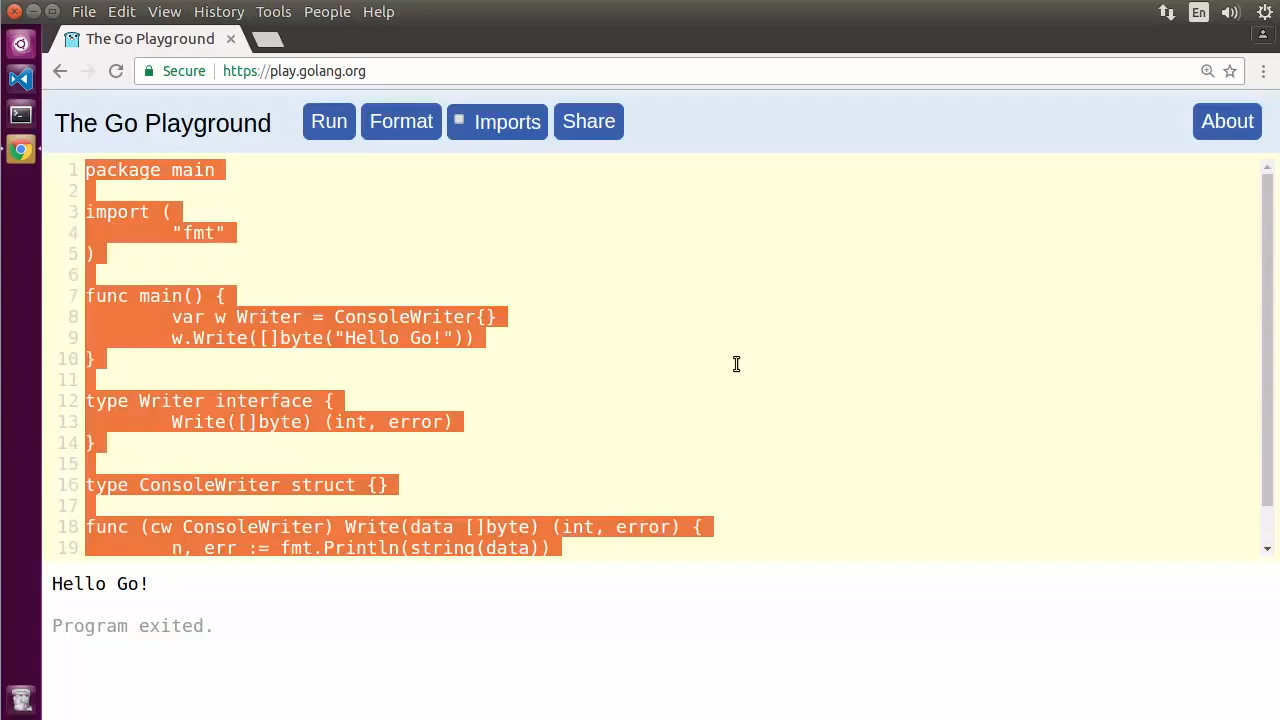 File Edit View History Tools People Help
En
The Go Playground
Secure https://play.golang.org
The Go Playground Run Format Imports Share About
1 package main
2
3 import (
4 "fmt"
5 )
6
7 func main() {
8 var w Writer = ConsoleWriter{}
9 w.Write([]byte("Hello Go!"))
10 }
11
12 type Writer interface {
13 Write([]byte) (int, error)
14 }
15
16 type ConsoleWriter struct {}
17
18 func (cw ConsoleWriter) Write(data []byte) (int, error) {
19 n, err := fmt.Println(string(data))
Hello Go!
Program exited.